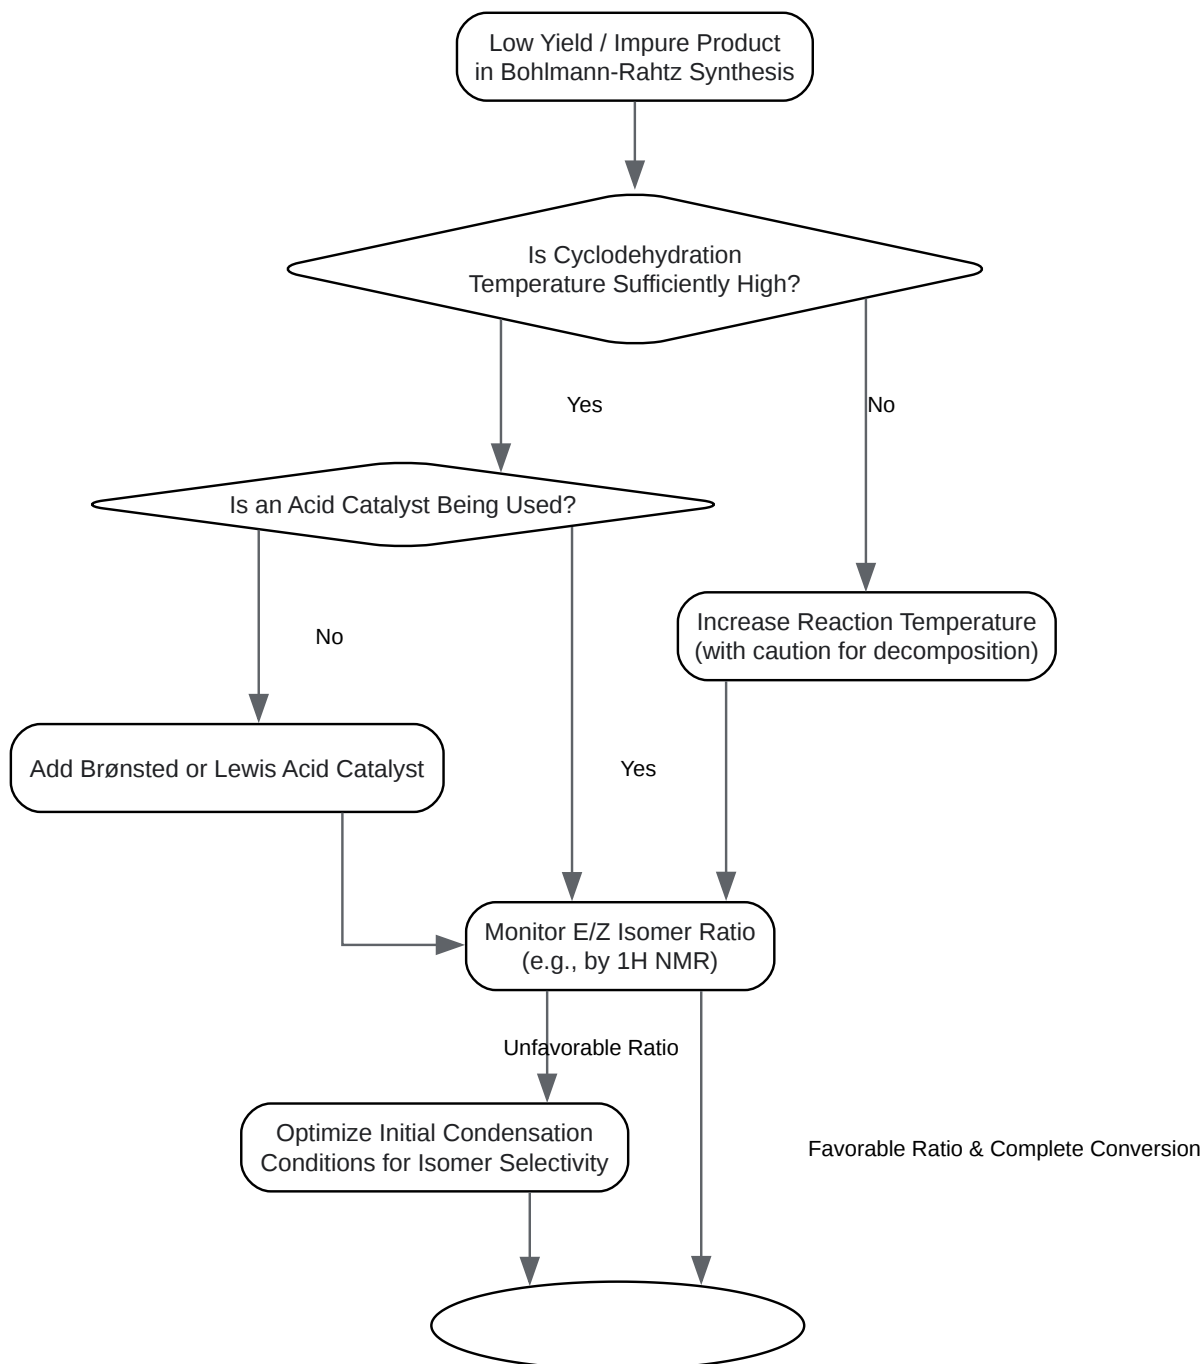 Low Yield / Impure Product
in Bohlmann-Rahtz Synthesis
Is Cyclodehydration
Temperature Sufficiently High?
Yes
No
Is an Acid Catalyst Being Used?
Increase Reaction Temperature
(with caution for decomposition)
No
Add Brønsted or Lewis Acid Catalyst
Yes
Monitor E/Z Isomer Ratio
(e.g., by 1H NMR)
Unfavorable Ratio
Optimize Initial Condensation
Conditions for Isomer Selectivity
Favorable Ratio & Complete Conversion